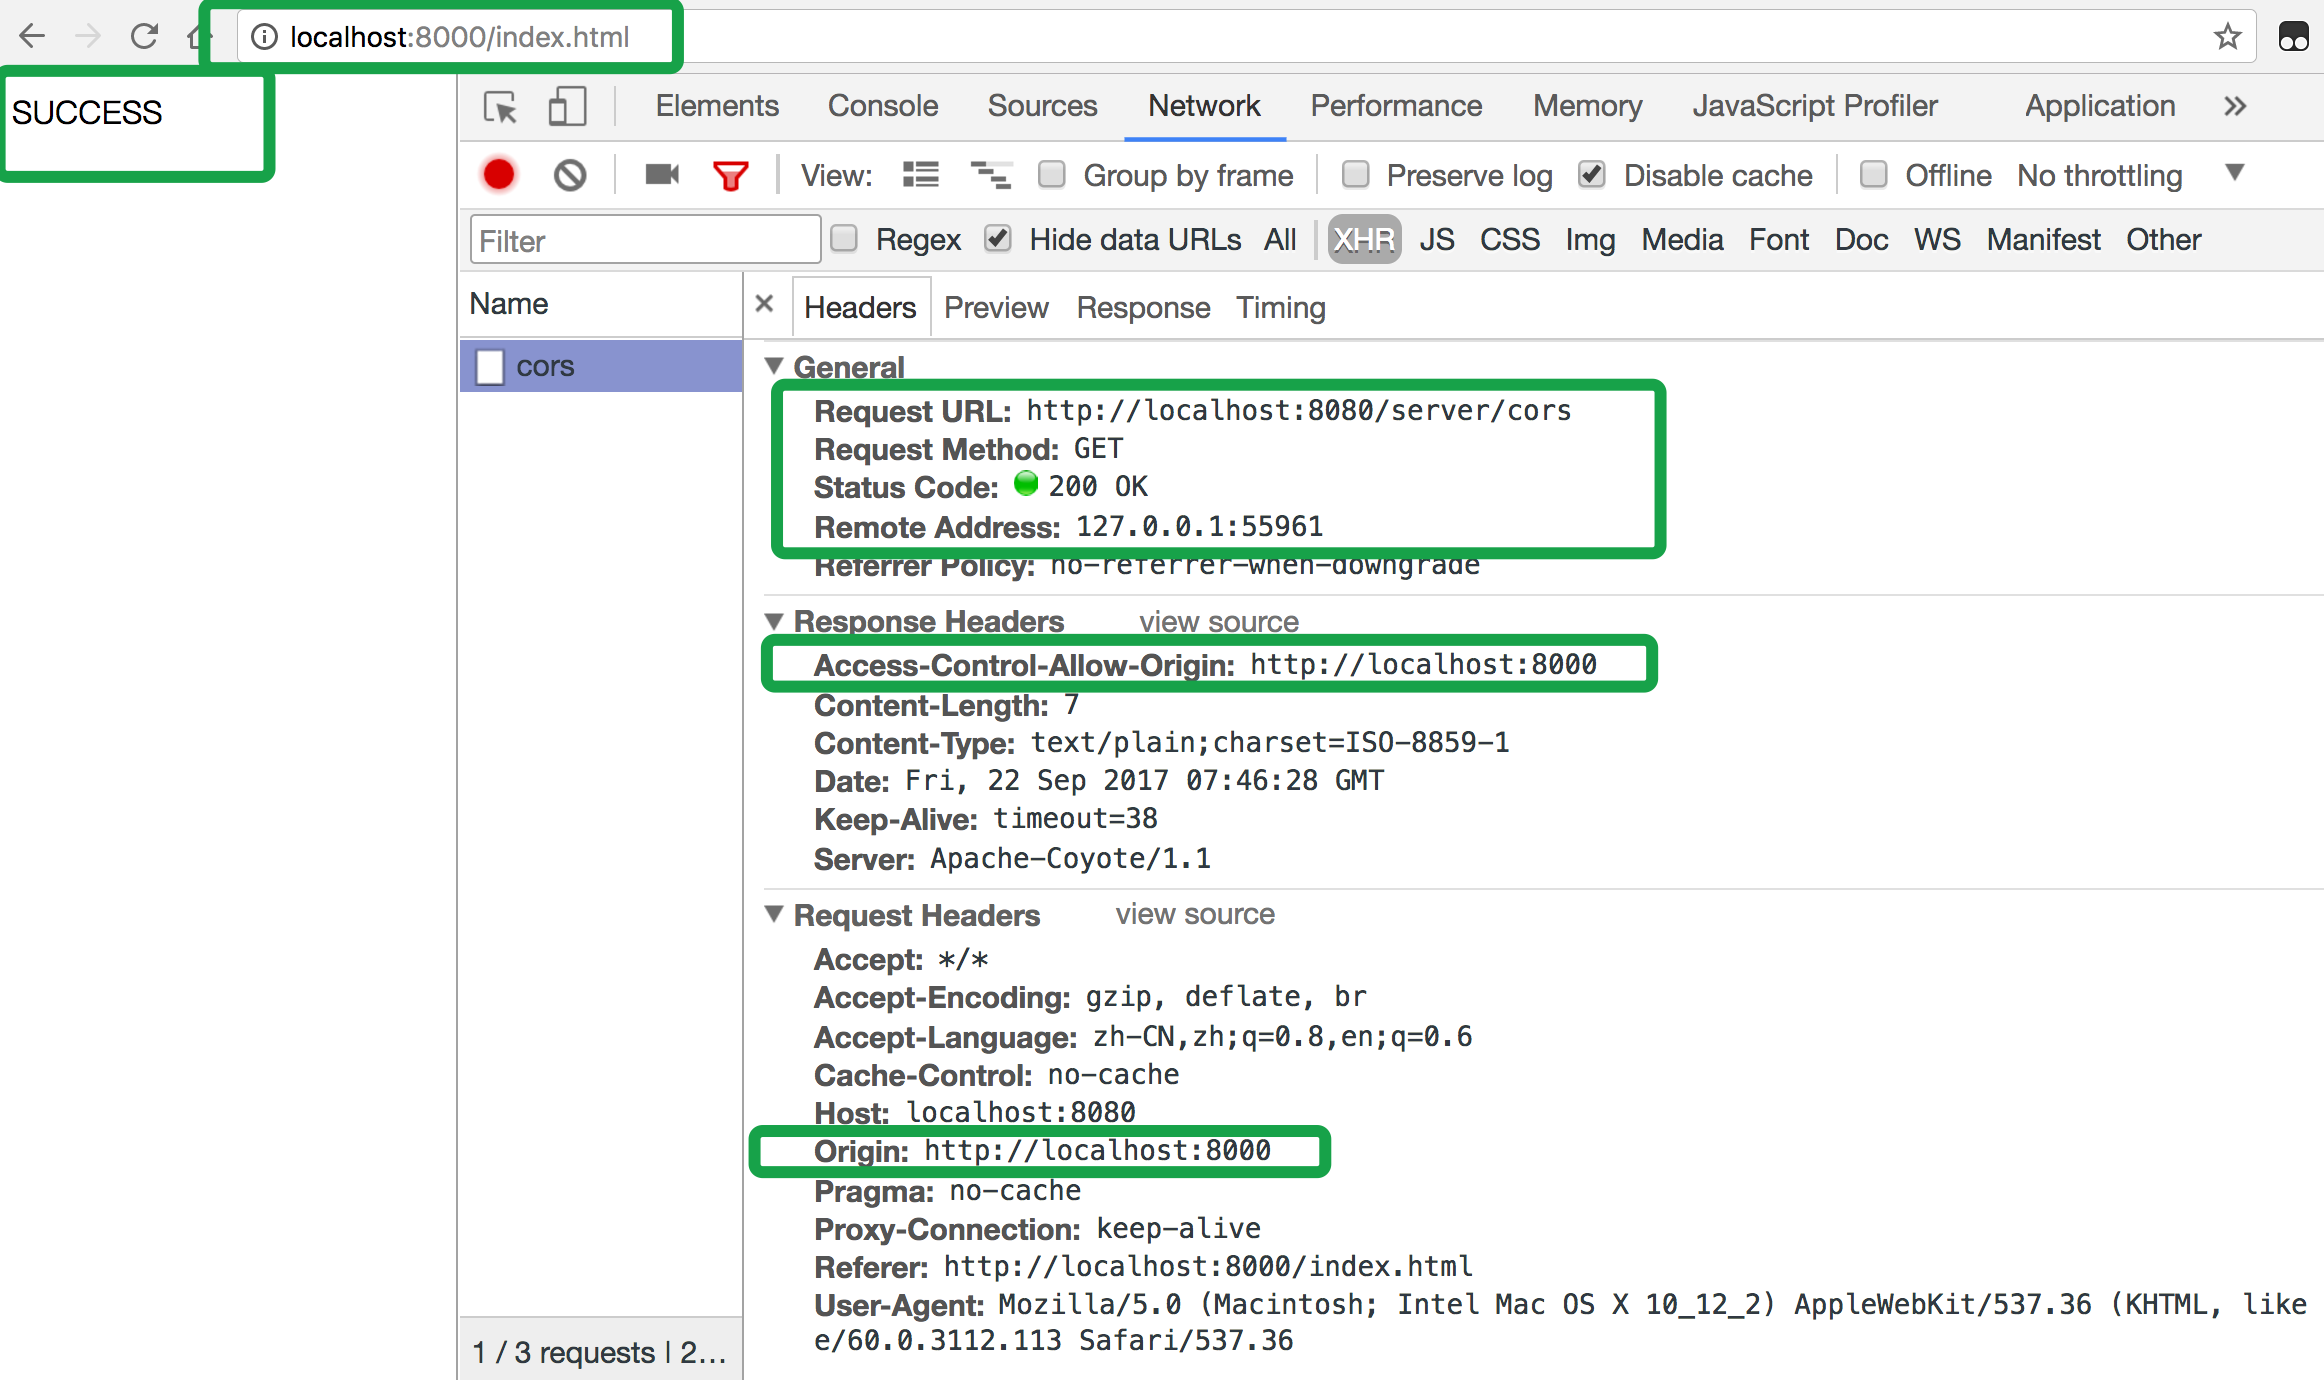 localhost:8000/index.html
SUCCESS
Elements Console Sources Network Performance Memory JavaScript Profiler Application »
View: Group by frame Preserve log Disable cache Offline No throttling
Filter Regex Hide data URLs All XHR JS CSS Img Media Font Doc WS Manifest Other
Name
cors
× Headers Preview Response Timing
General
Request URL: http://localhost:8080/server/cors
Request Method: GET
Status Code: 200 OK
Remote Address: 127.0.0.1:55961
Referrer Policy: no-referrer-when-downgrade
Response Headers view source
Access-Control-Allow-Origin: http://localhost:8000
Content-Length: 7
Content-Type: text/plain;charset=ISO-8859-1
Date: Fri, 22 Sep 2017 07:46:28 GMT
Keep-Alive: timeout=38
Server: Apache-Coyote/1.1
Request Headers view source
Accept: */*
Accept-Encoding: gzip, deflate, br
Accept-Language: zh-CN,zh;q=0.8,en;q=0.6
Cache-Control: no-cache
Host: localhost:8080
Origin: http://localhost:8000
Pragma: no-cache
Proxy-Connection: keep-alive
Referer: http://localhost:8000/index.html
User-Agent: Mozilla/5.0 (Macintosh; Intel Mac OS X 10_12_2) AppleWebKit/537.36 (KHTML, like
e/60.0.3112.113 Safari/537.36
1 / 3 requests | 2...